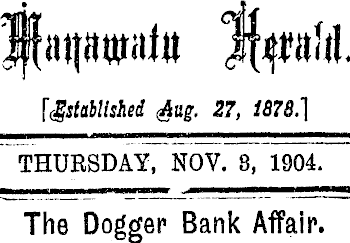 Manawatu Herald.
[Established Aug. 27, 1878.]
THURSDAY, NOV. 3, 1904.
The Dogger Bank Affair.